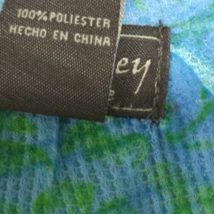 100% POLIESTER
HECHO EN CHINA
ey